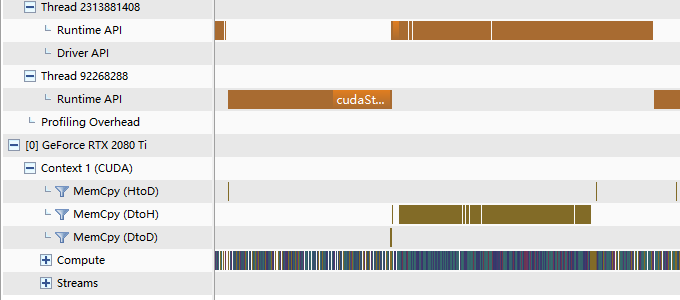 Thread 2313881408
Runtime API
Driver API
Thread 92268288
Runtime API
cudaSt...
Profiling Overhead
[0] GeForce RTX 2080 Ti
Context 1 (CUDA)
MemCpy (HtoD)
MemCpy (DtoH)
MemCpy (DtoD)
Compute
Streams